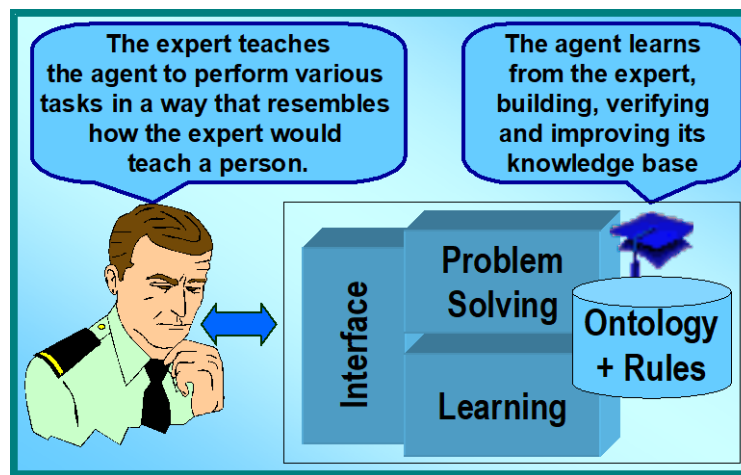 The expert teaches
the agent to perform various
tasks in a way that resembles
how the expert would
teach a person.
The agent learns
from the expert,
building, verifying
and improving its
knowledge base
Interface
Problem
Solving
Learning
Ontology
+ Rules